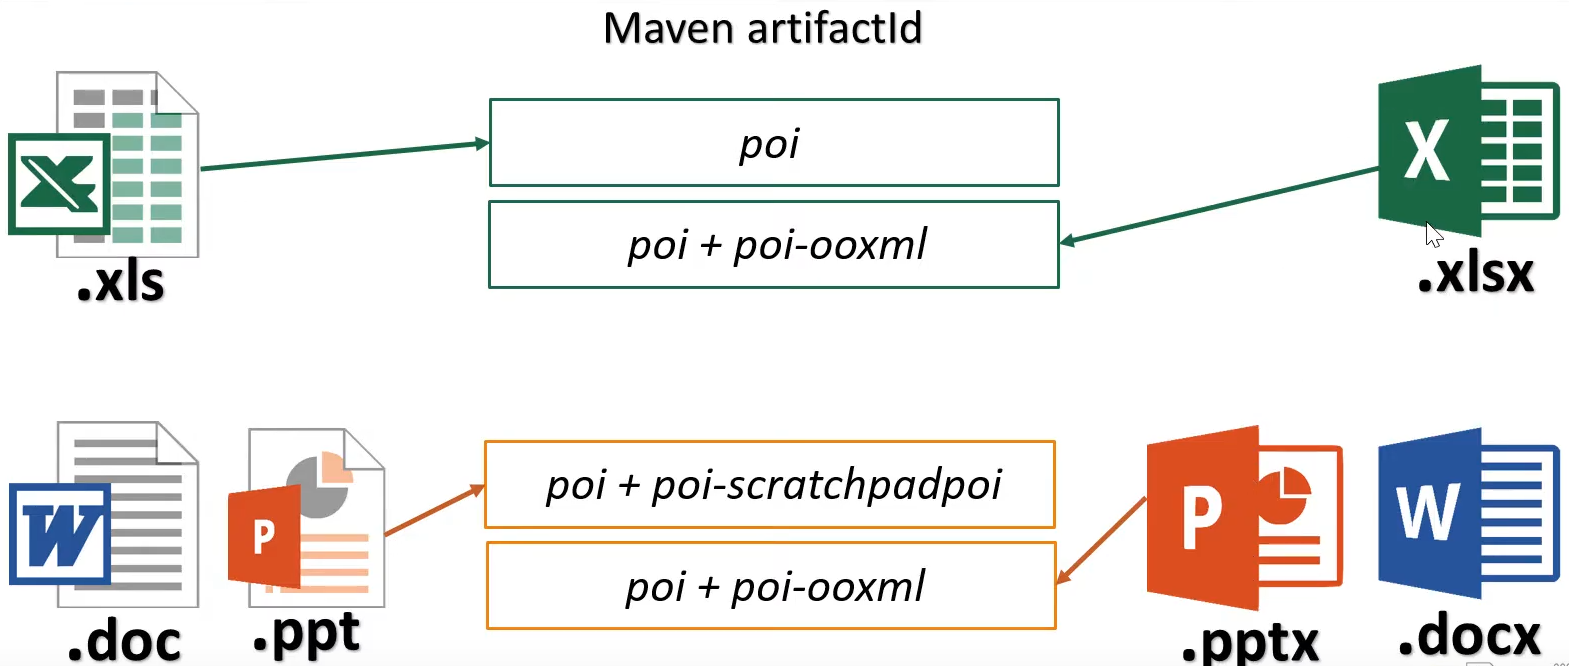 Maven artifactId
poi
X
.xls
poi + poi-ooxml
X
.xlsx
poi + poi-scratchpadpoi
W
.doc
P
.ppt
poi + poi-ooxml
P
.pptx
W
.docx